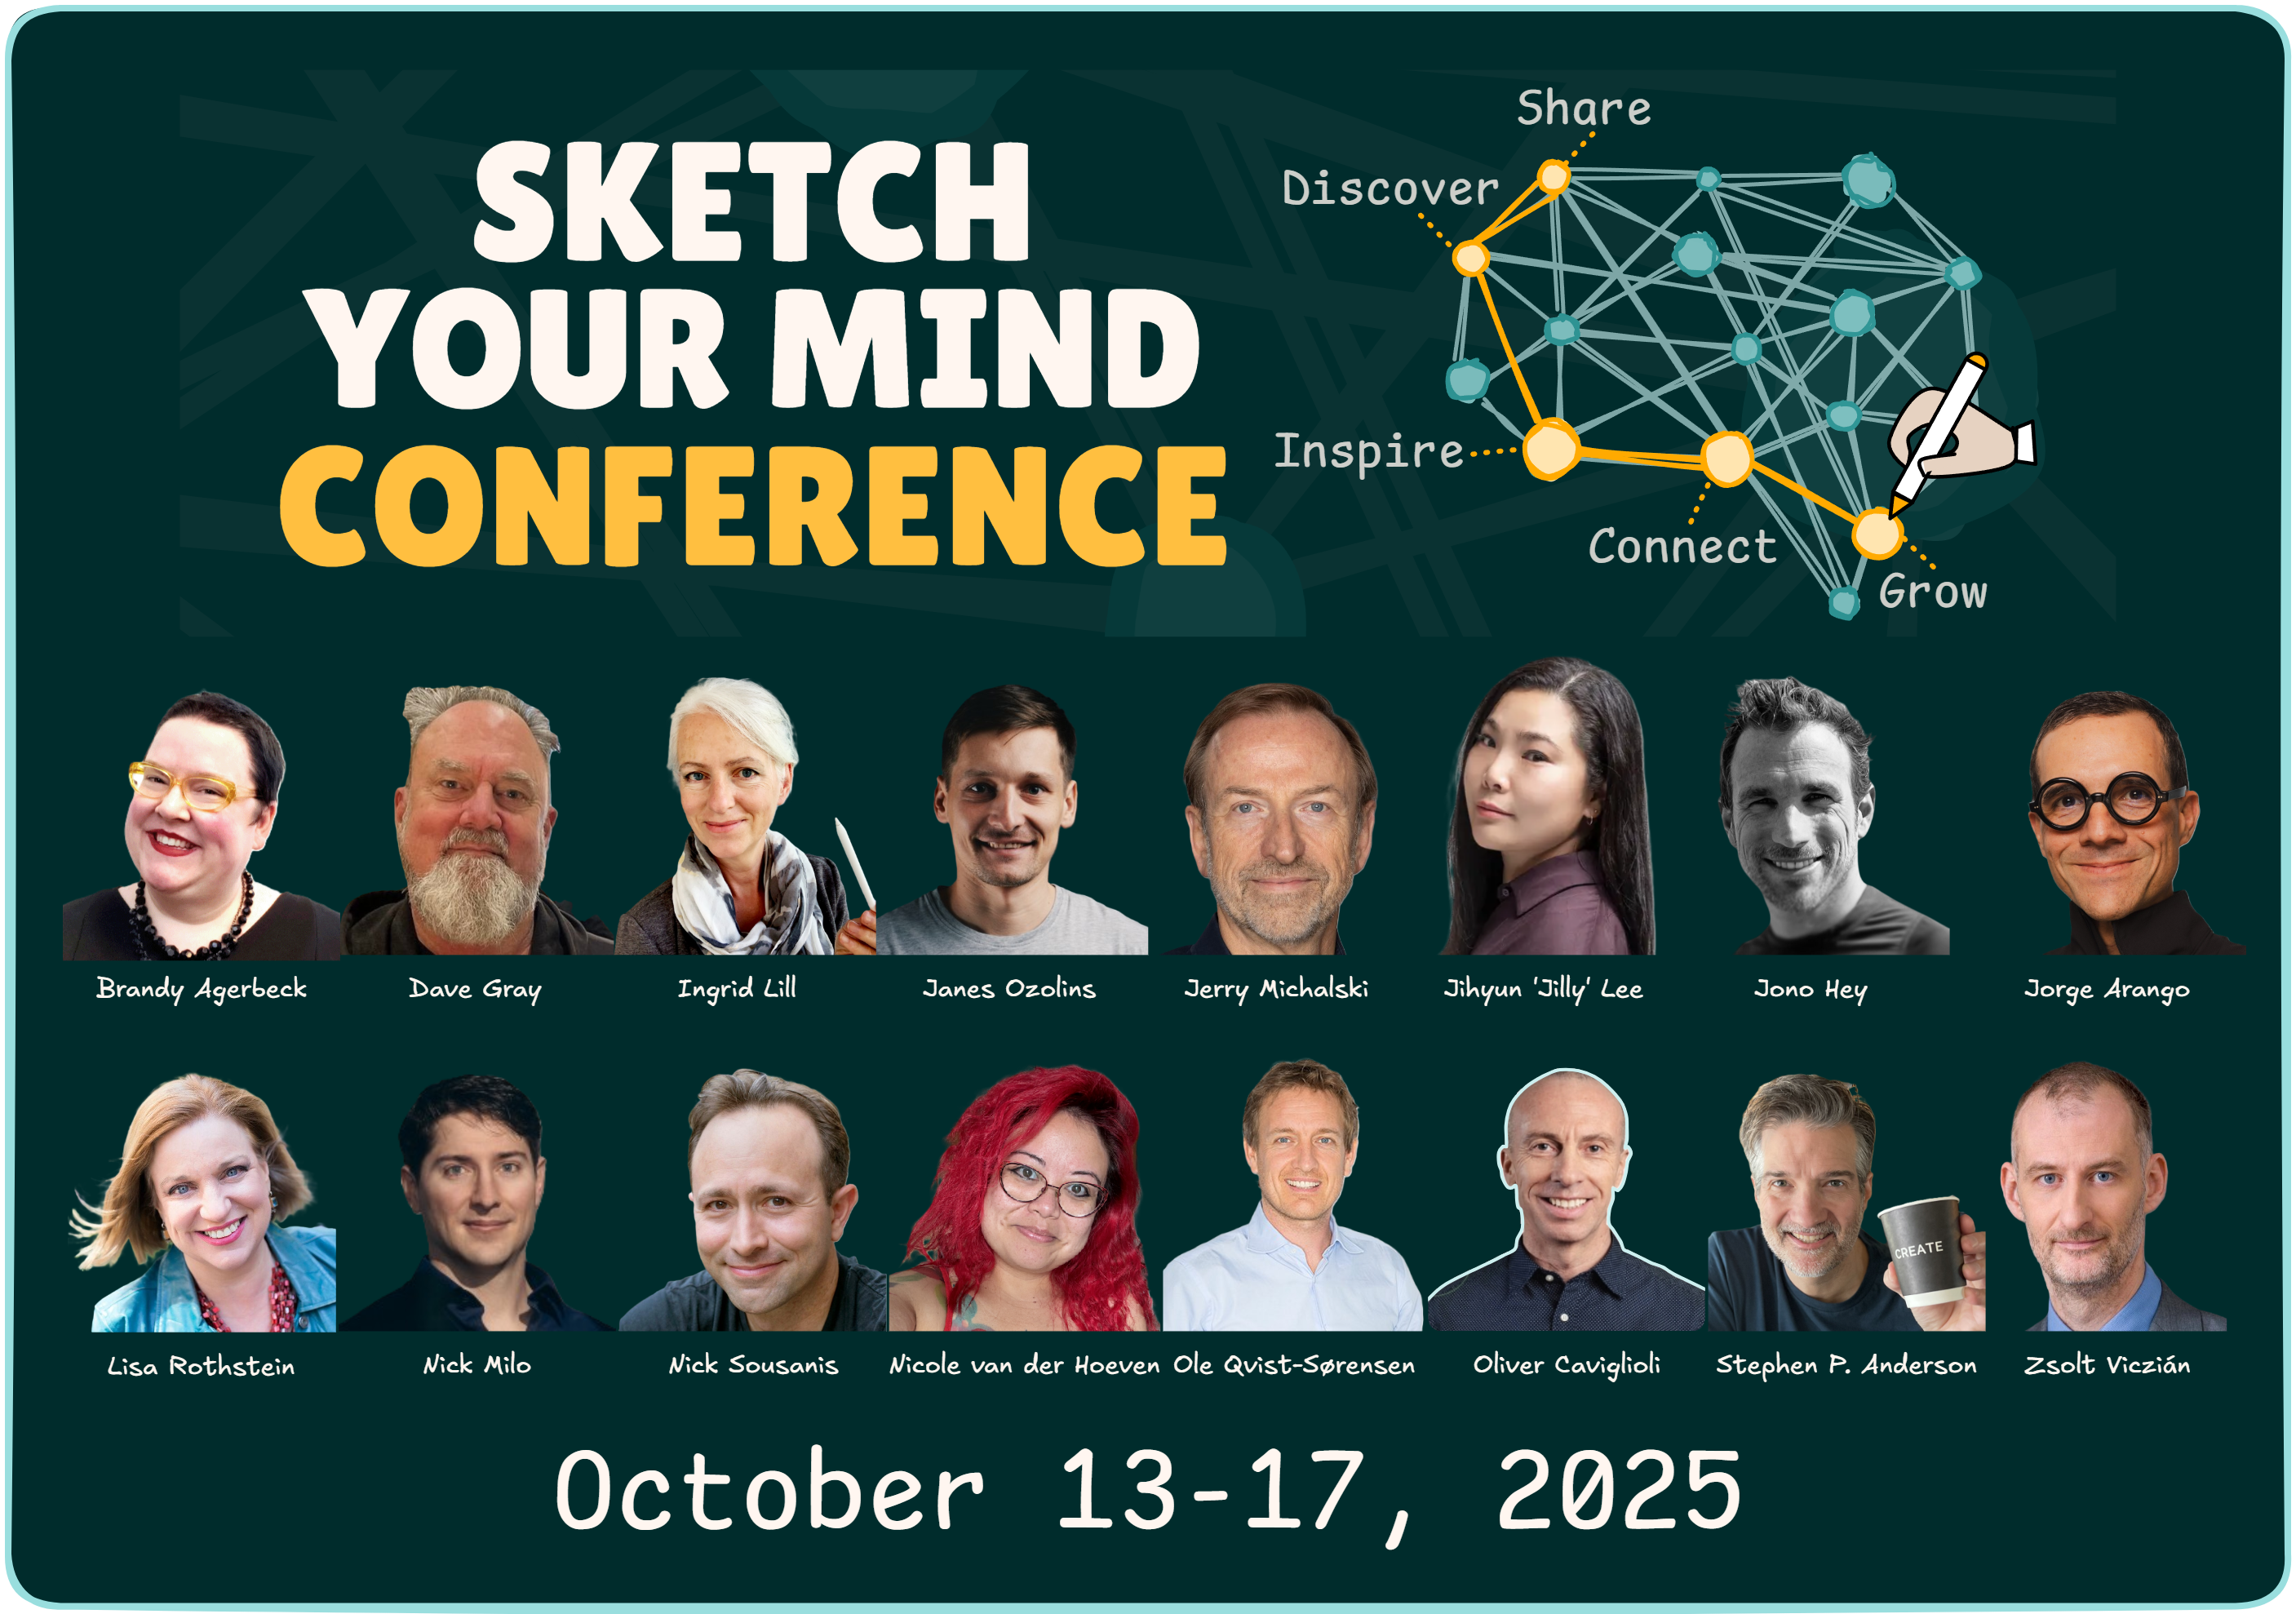 SKETCH
YOUR MIND
CONFERENCE
Share
Discover
Inspire
Connect
Grow
Brandy Agerbeck
Dave Gray
Ingrid Lill
Janes Ozolins
Jerry Michalski
Jihyun 'Jilly' Lee
Jono Hey
Jorge Arango
CREATE
Lisa Rothstein
Nick Milo
Nick Sousanis
Nicole van der Hoeven
Ole Qvist-Sørensen
Oliver Caviglioli
Stephen P. Anderson
Zsolt Viczián
October 13-17, 2025